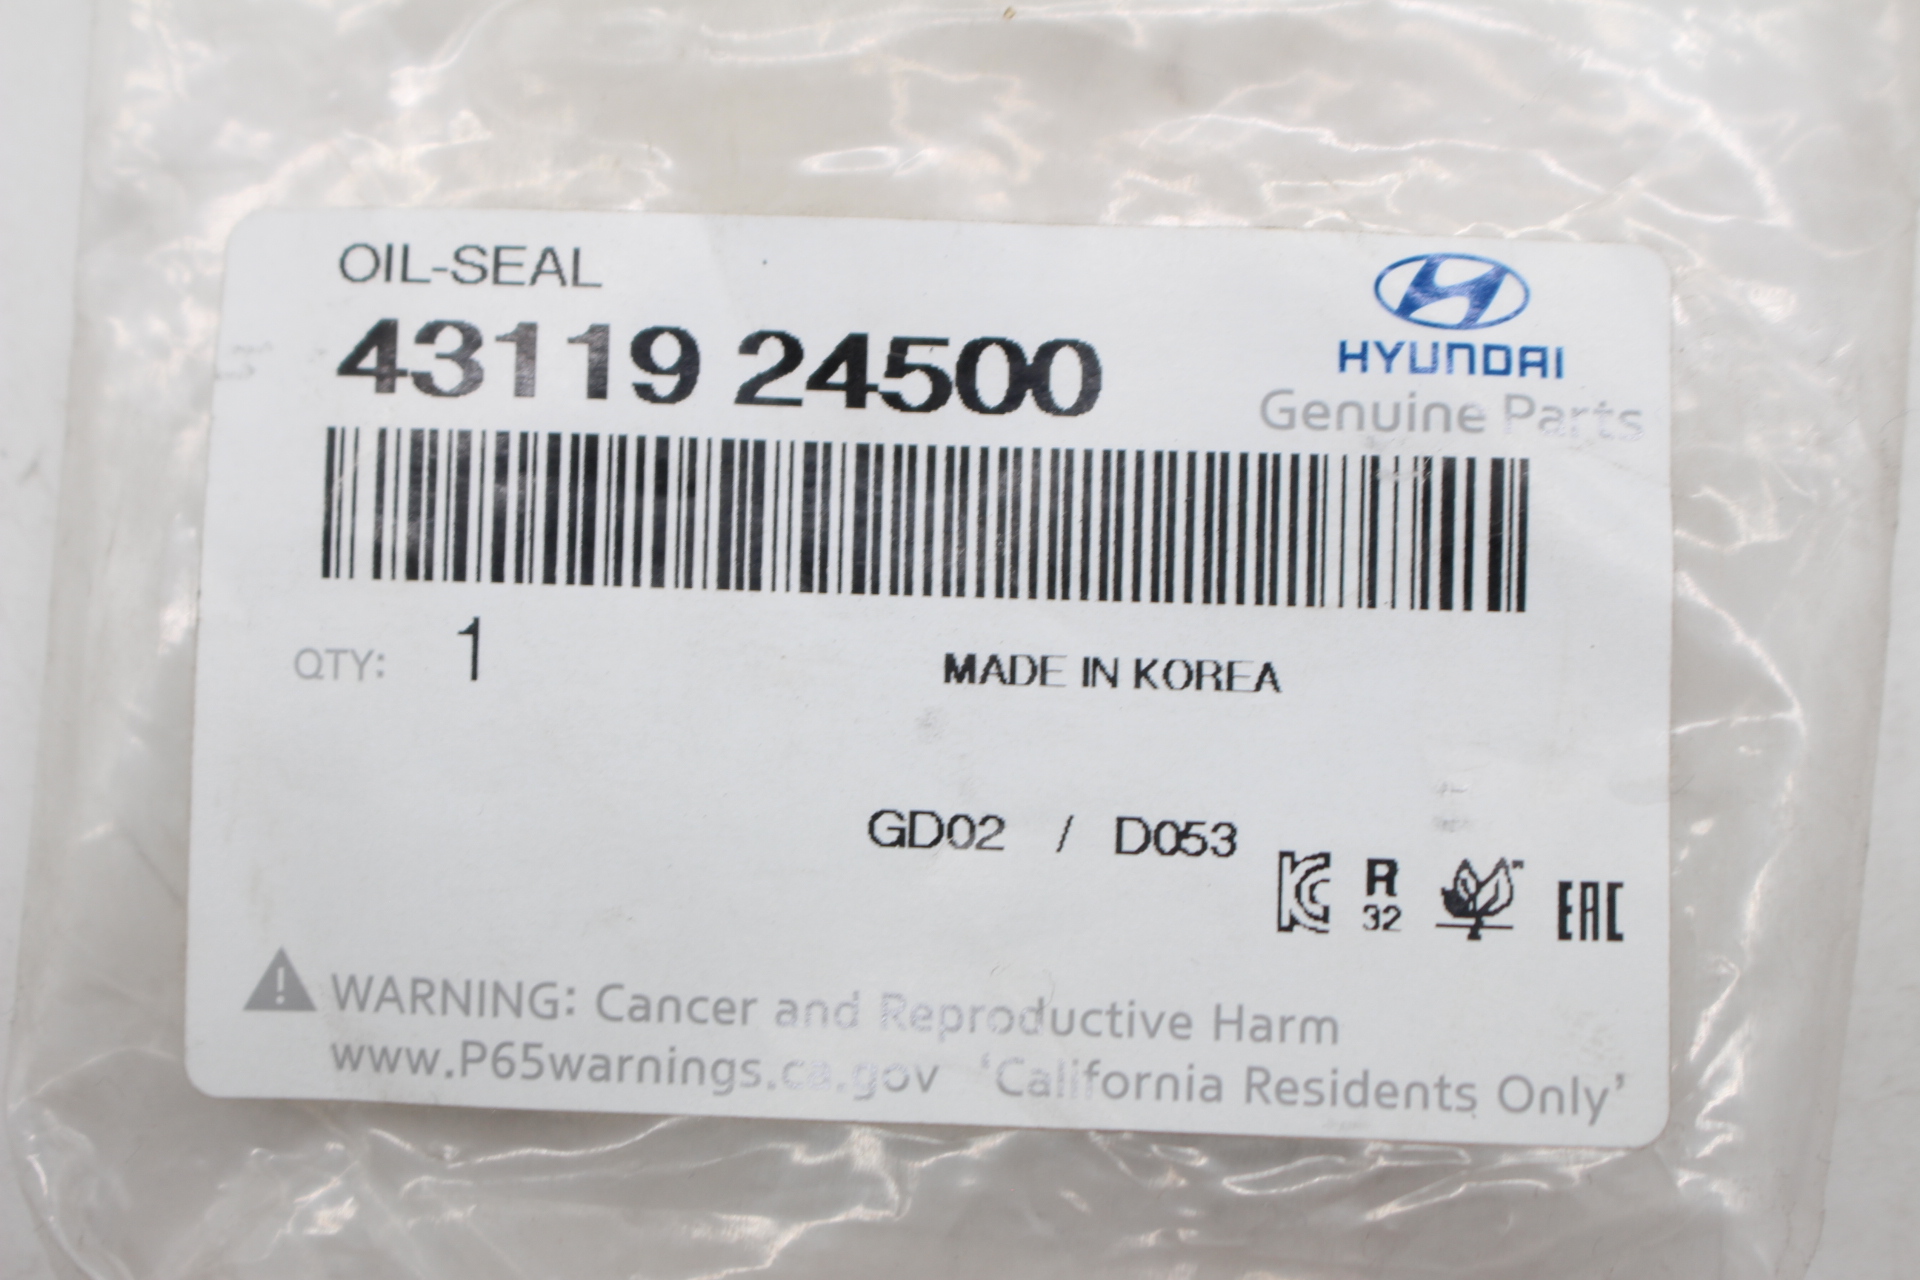 OIL-SEAL
43119 24500
HYUNDAI
Genuine Parts
QTY: 1
MADE IN KOREA
GD02 / D053
R
32
EAC
WARNING: Cancer and Reproductive Harm
www.P65warnings.ca.gov 'California Residents Only'